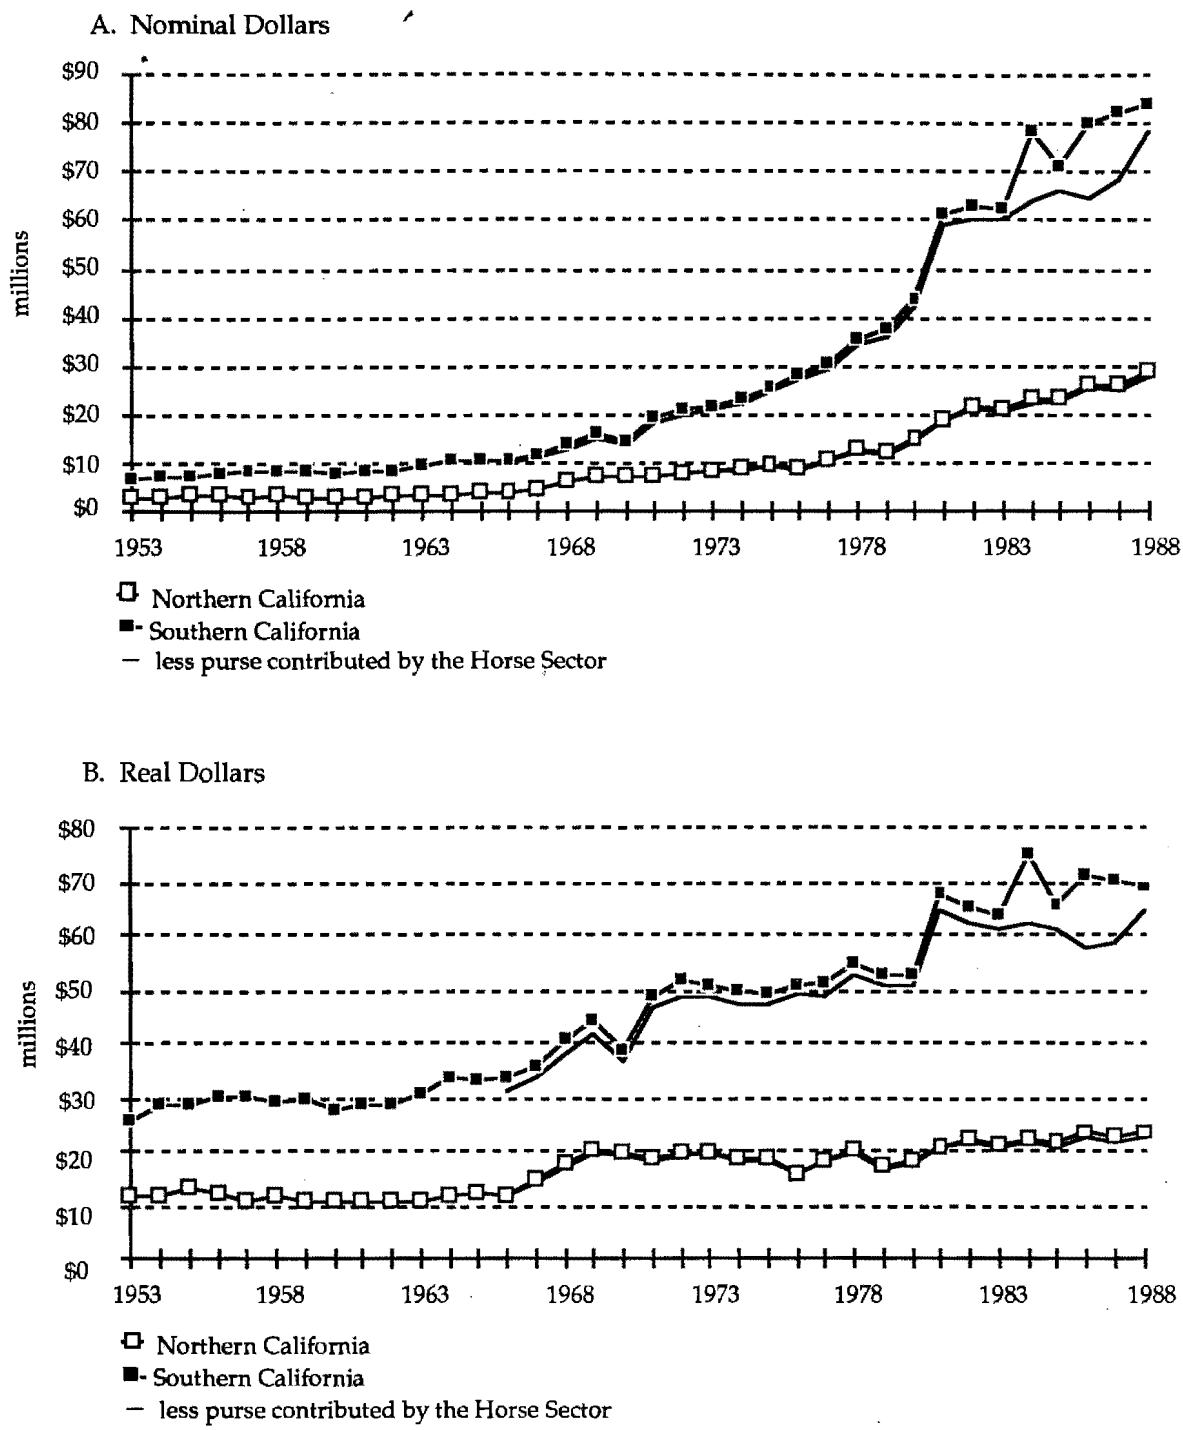 A. Nominal Dollars
$90
$80
$70
$60
$50
$40
$30
$20
$10
$0
millions
1953 1958 1963 1968 1973 1978 1983 1988
Northern California
Southern California
less purse contributed by the Horse Sector
B. Real Dollars
$80
$70
$60
$50
$40
$30
$20
$10
$0
millions
1953 1958 1963 1968 1973 1978 1983 1988
Northern California
Southern California
less purse contributed by the Horse Sector